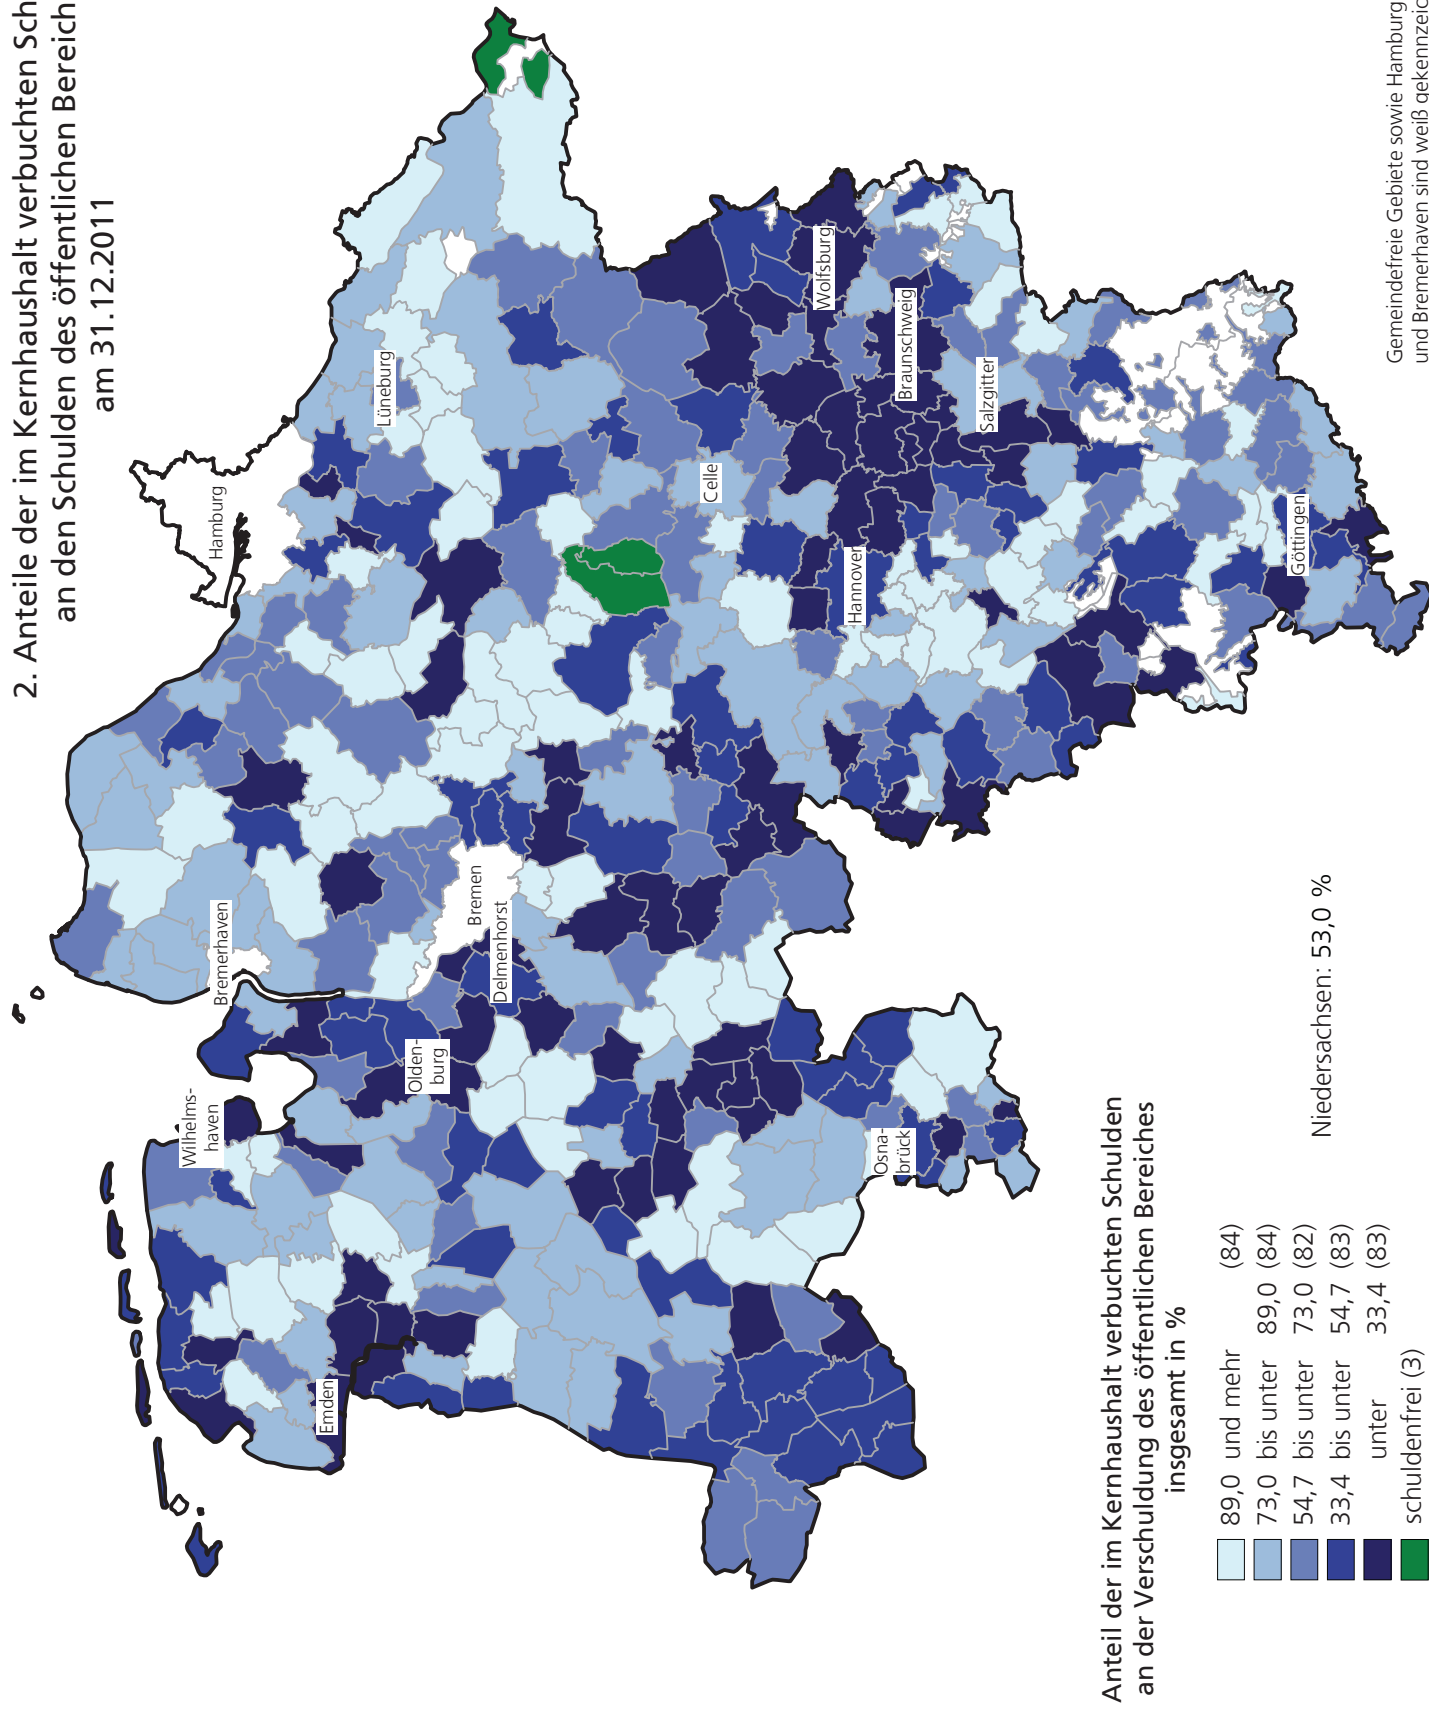 2. Anteile der im Kernhaushalt verbuchten Sch
an den Schulden des öffentlichen Bereich
am 31.12.2011
Hamburg
Lüneburg
Bremerhaven
Wilhelms-
haven
Emden
Olden-
burg
Bremen
Delmenhorst
Celle
Wolfsburg
Braunschweig
Hannover
Salzgitter
Osna-
brück
Göttingen
Anteil der im Kernhaushalt verbuchten Schulden
an der Verschuldung des öffentlichen Bereiches
insgesamt in %
89,0 und mehr (84)
73,0 bis unter 89,0 (84)
54,7 bis unter 73,0 (82)
33,4 bis unter 54,7 (83)
unter 33,4 (83)
schuldenfrei (3)
Niedersachsen: 53,0 %
Gemeindefreie Gebiete sowie Hamburg
und Bremerhaven sind weiß gekennzeic